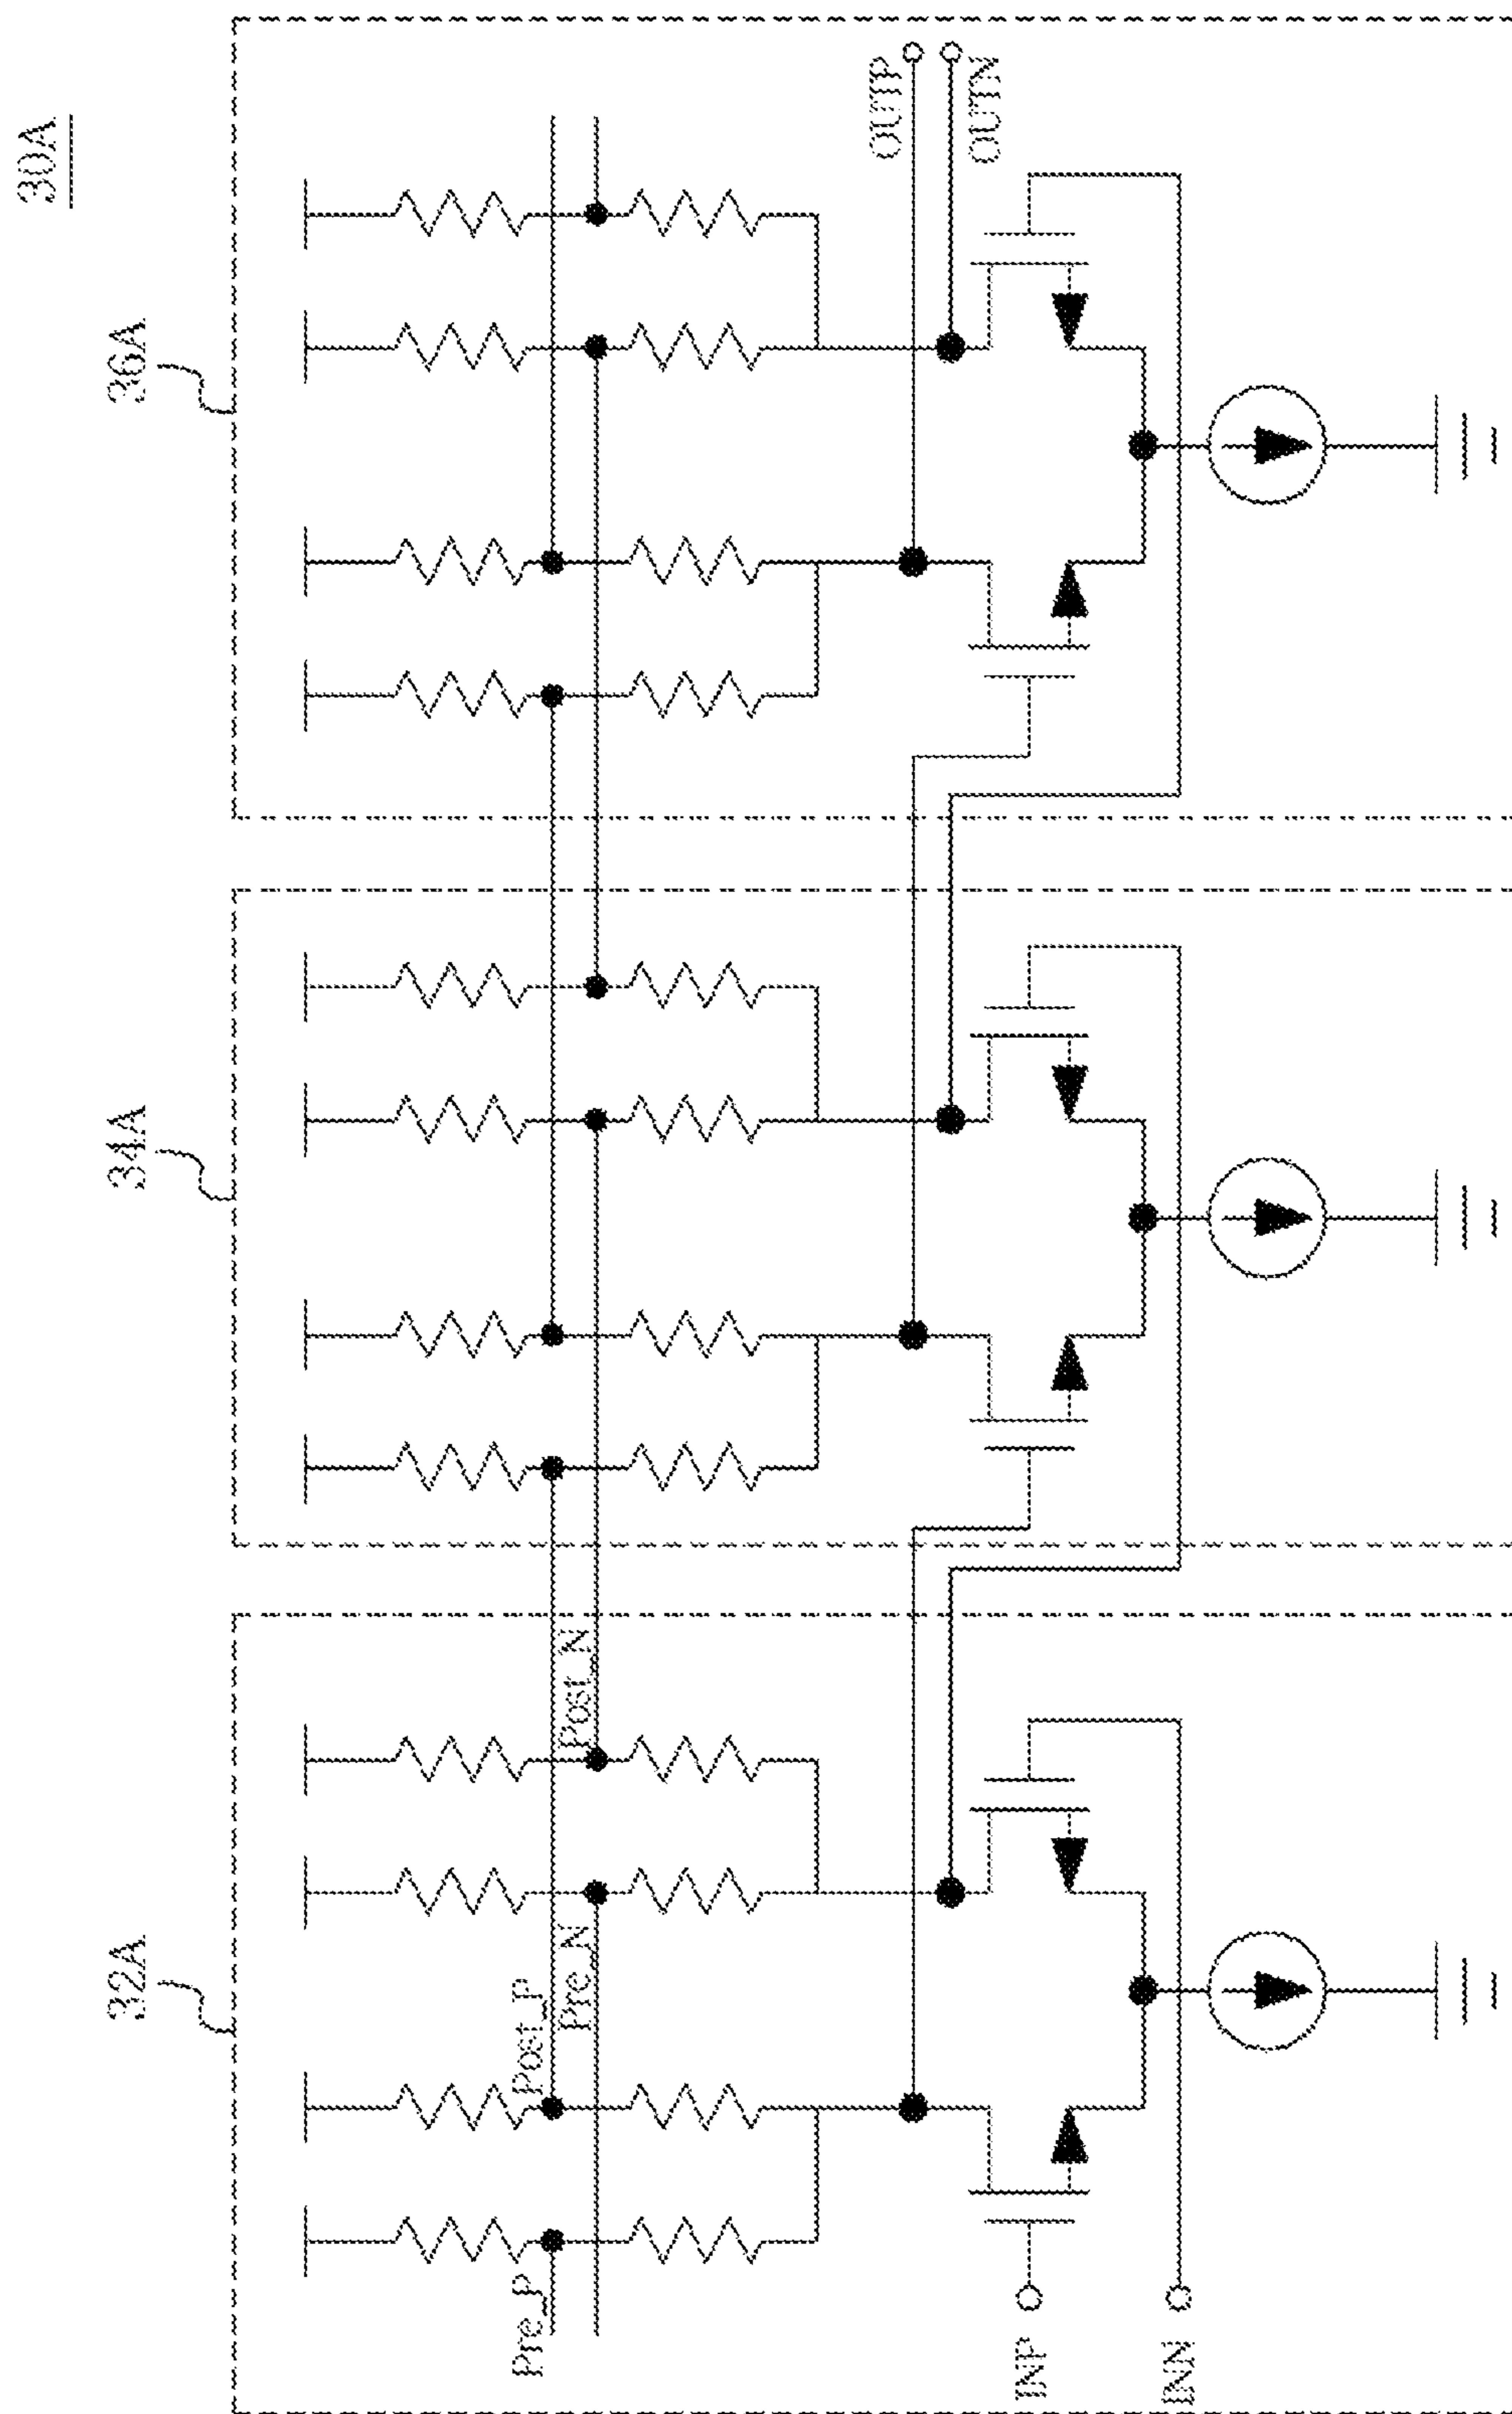 30A
32A
34A
36A
Pre_P
Post_P
Pre_N
Post_N
OUTP
OUTN
INP
INN